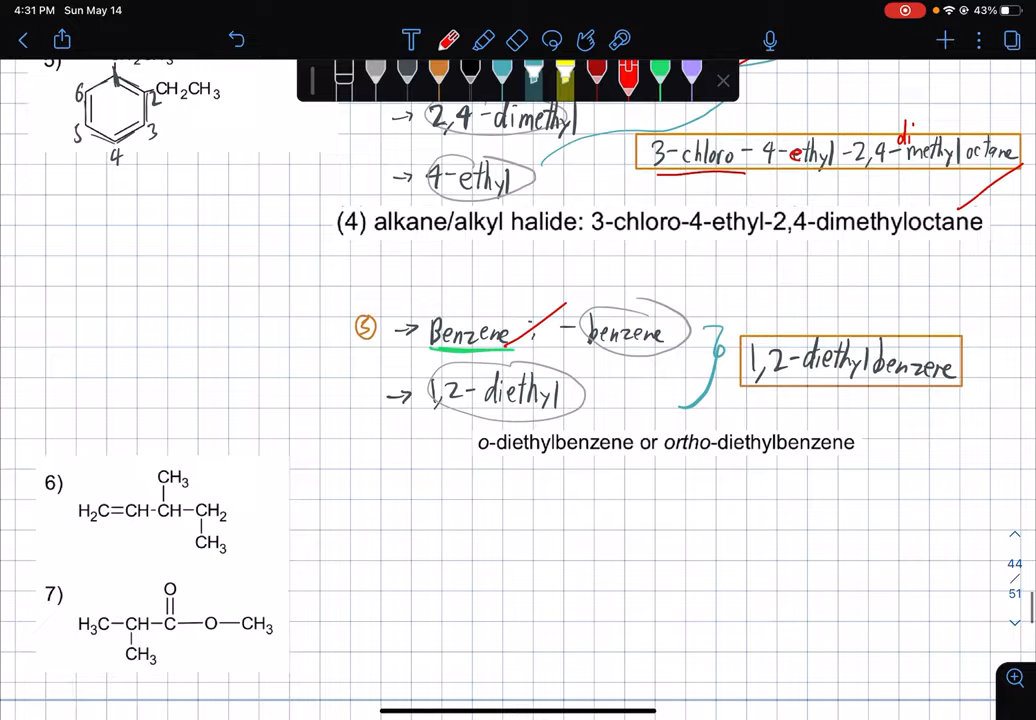 4:31 PM Sun May 14
43%
5)
6
2
CH₂CH₃
5
3
4
→ 2,4-dimethyl
→ 4-ethyl
di
3-chloro-4-ethyl-2,4-dimethyloctane
(4) alkane/alkyl halide: 3-chloro-4-ethyl-2,4-dimethyloctane
⑤ → Benzene : - benzene
→ 1,2-diethyl
1,2-diethylbenzene
o-diethylbenzene or ortho-diethylbenzene
6)
CH₃
H₂C=CH-CH-CH₂
CH₃
7)
O
H₃C-CH-C-O-CH₃
CH₃
44
51